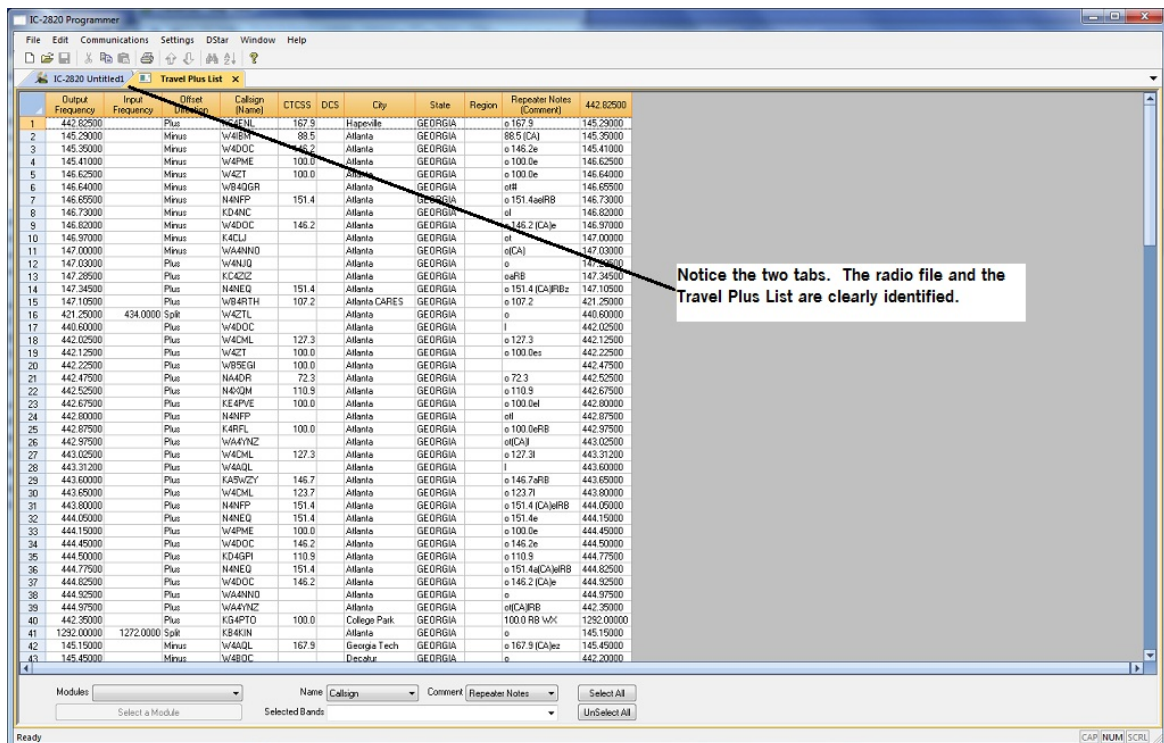 IC-2820 Programmer
File Edit Communications Settings DStar Window Help
IC-2820 Untitled1 Travel Plus List X
Output Frequency Input Frequency Offset Direction Callsign (Name) CTCSS DCS City State Region Repeater Notes (Comment) 442.82500
1 442.82500 Plus 167.9 Hapeville GEORGIA o 167.9 145.29000
2 145.29000 Minus W4IBM 88.5 Atlanta GEORGIA 88.5 (CA) 145.35000
3 145.35000 Minus W4DOC 146.2 Atlanta GEORGIA o 146.2e 145.41000
4 145.41000 Minus W4PME 100.0 Atlanta GEORGIA o 100.0e 146.62500
5 146.62500 Minus W4ZT 100.0 Atlanta GEORGIA o 100.0e 146.64000
6 146.64000 Minus WB4QGR Atlanta GEORGIA ot# 146.65500
7 146.65500 Minus N4NFP 151.4 Atlanta GEORGIA o 151.4aelRB 146.73000
8 146.73000 Minus KD4NC Atlanta GEORGIA ol 146.82000
9 146.82000 Minus W4DOC 146.2 Atlanta GEORGIA o 146.2 (CA)e 146.97000
10 146.97000 Minus K4CLJ Atlanta GEORGIA ot 147.00000
11 147.00000 Minus WA4NNO Atlanta GEORGIA o(CA) 147.03000
12 147.03000 Plus W4NJQ Atlanta GEORGIA o
13 147.28500 Plus KC4ZIZ Atlanta GEORGIA oaRB 147.34500
14 147.34500 Plus N4NEQ 151.4 Atlanta GEORGIA o 151.4 (CA)lRBz 147.10500
15 147.10500 Plus WB4RTH 107.2 Atlanta CARES GEORGIA o 107.2 421.25000
16 421.25000 434.0000 Split W4ZTL Atlanta GEORGIA o 440.60000
17 440.60000 Plus W4DOC Atlanta GEORGIA l 442.02500
18 442.02500 Plus W4CML 127.3 Atlanta GEORGIA o 127.3 442.12500
19 442.12500 Plus W4ZT 100.0 Atlanta GEORGIA o 100.0es 442.22500
20 442.22500 Plus WB5EGI 100.0 Atlanta GEORGIA 442.47500
21 442.47500 Plus NA4DR 72.3 Atlanta GEORGIA o 72.3 442.52500
22 442.52500 Plus N4XQM 110.9 Atlanta GEORGIA o 110.9 442.67500
23 442.67500 Plus KE4PVE 100.0 Atlanta GEORGIA o 100.0el 442.80000
24 442.80000 Plus N4NFP Atlanta GEORGIA otl 442.87500
25 442.87500 Plus K4RFL 100.0 Atlanta GEORGIA o 100.0eRB 442.97500
26 442.97500 Plus WA4YNZ Atlanta GEORGIA ot(CA)l 443.02500
27 443.02500 Plus W4CML 127.3 Atlanta GEORGIA o 127.3l 443.31200
28 443.31200 Plus W4AQL Atlanta GEORGIA l 443.60000
29 443.60000 Plus KA5WZY 146.7 Atlanta GEORGIA o 146.7aRB 443.65000
30 443.65000 Plus W4CML 123.7 Atlanta GEORGIA o 123.7l 443.80000
31 443.80000 Plus N4NFP 151.4 Atlanta GEORGIA o 151.4 (CA)elRB 444.05000
32 444.05000 Plus N4NEQ 151.4 Atlanta GEORGIA o 151.4e 444.15000
33 444.15000 Plus W4PME 100.0 Atlanta GEORGIA o 100.0e 444.45000
34 444.45000 Plus W4DOC 146.2 Atlanta GEORGIA o 146.2e 444.50000
35 444.50000 Plus KD4GPI 110.9 Atlanta GEORGIA o 110.9 444.77500
36 444.77500 Plus N4NEQ 151.4 Atlanta GEORGIA o 151.4a(CA)elRB 444.82500
37 444.82500 Plus W4DOC 146.2 Atlanta GEORGIA o 146.2 (CA)e 444.92500
38 444.92500 Plus WA4NNO Atlanta GEORGIA o 444.97500
39 444.97500 Plus WA4YNZ Atlanta GEORGIA ot(CA)RB 442.35000
40 442.35000 Plus KG4PTO 100.0 College Park GEORGIA 100.0 RB WX 1292.00000
41 1292.00000 1272.0000 Split KB4KIN Atlanta GEORGIA o 145.15000
42 145.15000 Minus W4AQL 167.9 Georgia Tech GEORGIA o 167.9 (CA)ez 145.45000
43 145.45000 Minus W4BOC Decatur GEORGIA o 442.20000
Notice the two tabs. The radio file and the
Travel Plus List are clearly identified.
Modules Name Callsign Comment Repeater Notes Select All
Select a Module Selected Bands UnSelect All
Ready CAP NUM SCRL